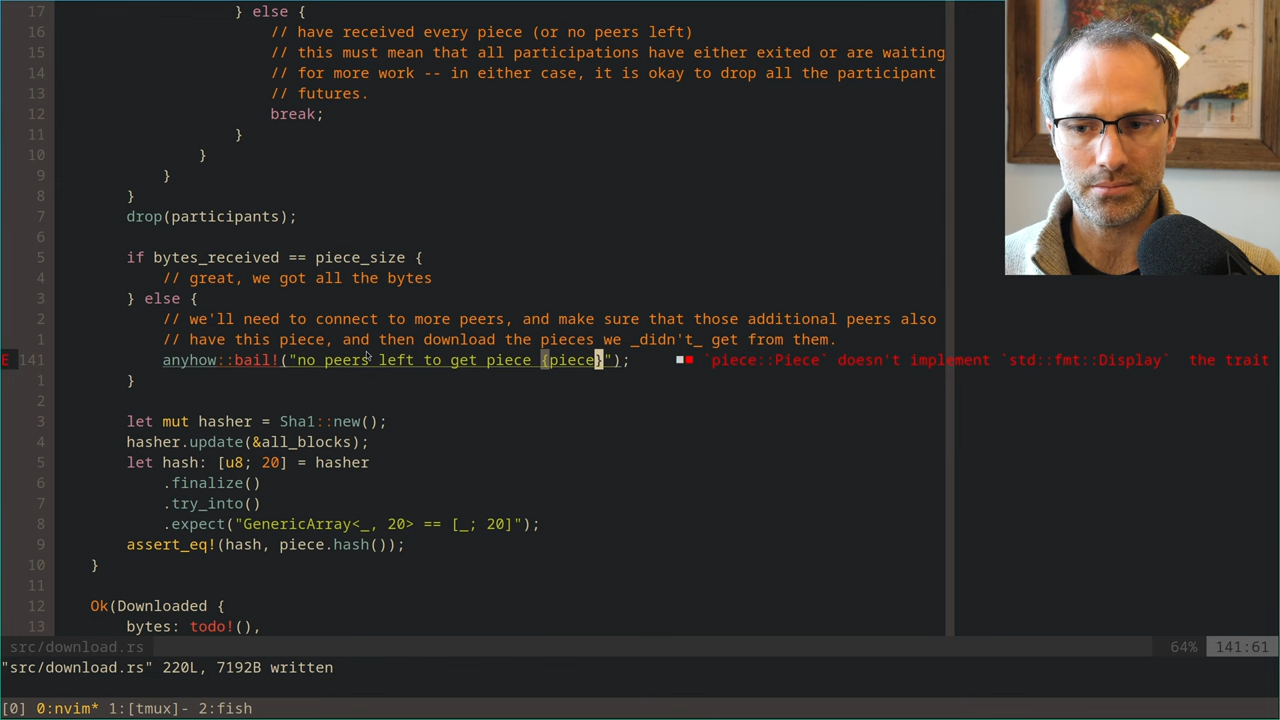 17 } else {
16 // have received every piece (or no peers left)
15 // this must mean that all participations have either exited or are waiting
14 // for more work -- in either case, it is okay to drop all the participant
13 // futures.
12 break;
11 }
10 }
9 }
8 }
7 drop(participants);
6
5 if bytes_received == piece_size {
4 // great, we got all the bytes
3 } else {
2 // we'll need to connect to more peers, and make sure that those additional peers also
1 // have this piece, and then download the pieces we _didn't_ get from them.
E 141 anyhow::bail!("no peers left to get piece {piece}"); `piece::Piece` doesn't implement `std::fmt::Display` the trait
1 }
2
3 let mut hasher = Sha1::new();
4 hasher.update(&all_blocks);
5 let hash: [u8; 20] = hasher
6 .finalize()
7 .try_into()
8 .expect("GenericArray<_, 20> == [_; 20]");
9 assert_eq!(hash, piece.hash());
10 }
11
12 Ok(Downloaded {
13 bytes: todo!(),
src/download.rs 64% 141:61
"src/download.rs" 220L, 7192B written
[0] 0:nvim* 1:[tmux]- 2:fish